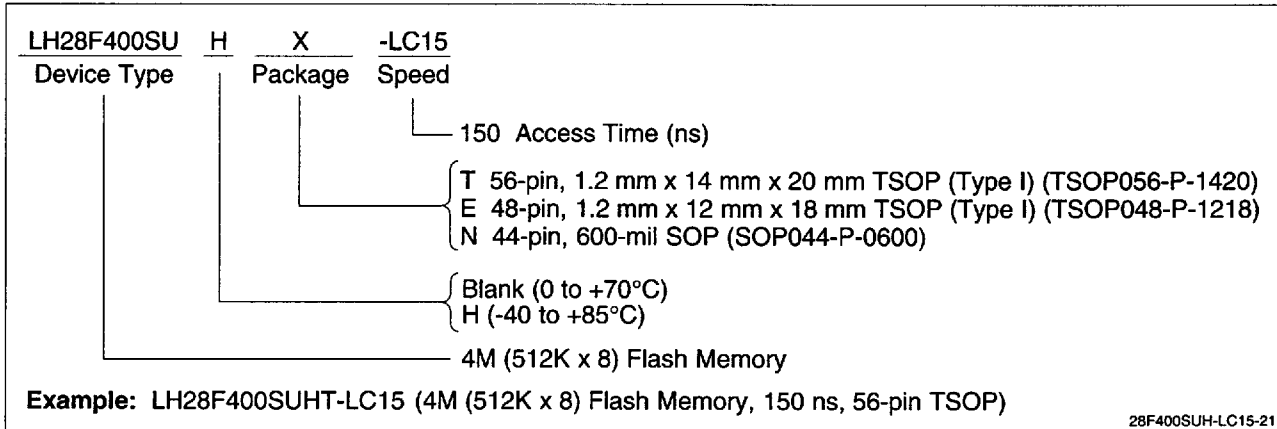 LH28F400SU H X -LC15
Device Type Package Speed
150 Access Time (ns)
T 56-pin, 1.2 mm x 14 mm x 20 mm TSOP (Type I) (TSOP056-P-1420)
E 48-pin, 1.2 mm x 12 mm x 18 mm TSOP (Type I) (TSOP048-P-1218)
N 44-pin, 600-mil SOP (SOP044-P-0600)
Blank (0 to +70°C)
H (-40 to +85°C)
4M (512K x 8) Flash Memory
Example: LH28F400SUHT-LC15 (4M (512K x 8) Flash Memory, 150 ns, 56-pin TSOP)
28F400SUH-LC15-21